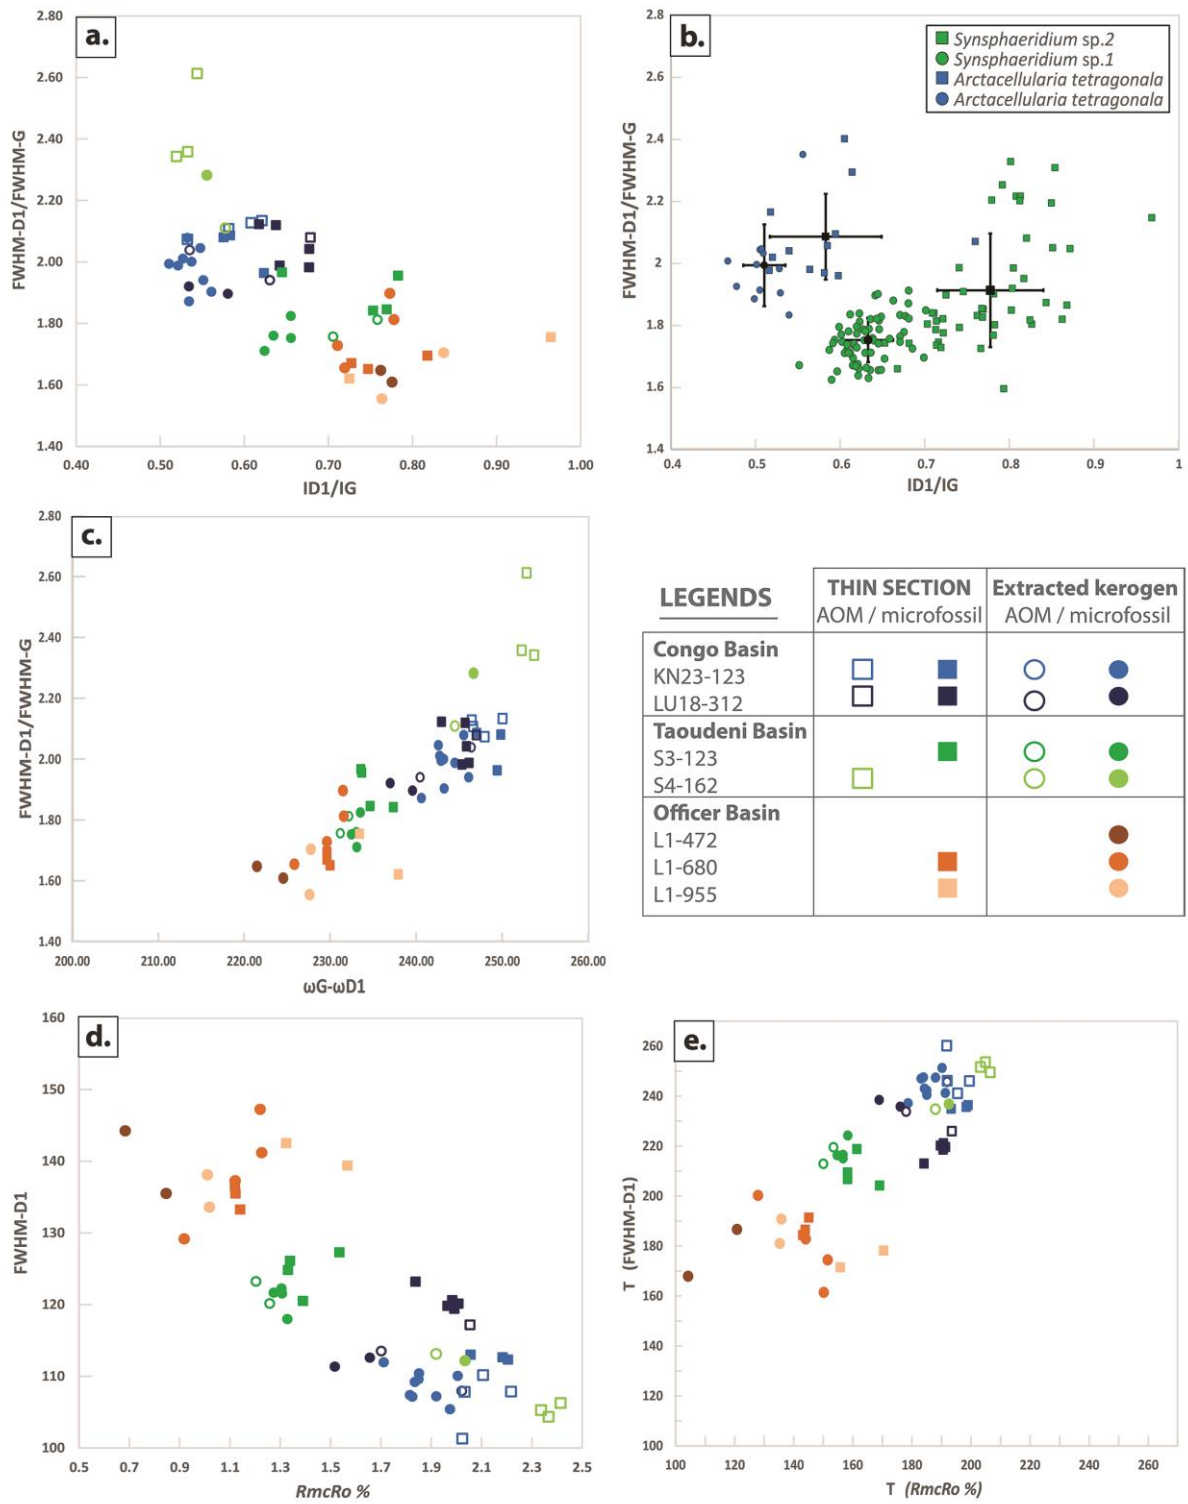 a.
2.80
2.60
2.40
2.20
2.00
1.80
1.60
1.40
FWHM-D1/FWHM-G
0.40 0.50 0.60 0.70 0.80 0.90 1.00
ID1/IG
b.
2.8
2.6
2.4
2.2
2
1.8
1.6
1.4
FWHM-D1/FWHM-G
Synsphaeridium sp.2
Synsphaeridium sp.1
Arctacellularia tetragonala
Arctacellularia tetragonala
0.4 0.5 0.6 0.7 0.8 0.9 1
ID1/IG
c.
2.80
2.60
2.40
2.20
2.00
1.80
1.60
1.40
FWHM-D1/FWHM-G
200.00 210.00 220.00 230.00 240.00 250.00 260.00
ωG-ωD1
LEGENDS
THIN SECTION
AOM / microfossil
Extracted kerogen
AOM / microfossil
Congo Basin
KN23-123
LU18-312
Taoudeni Basin
S3-123
S4-162
Officer Basin
L1-472
L1-680
L1-955
d.
160
150
140
130
120
110
100
FWHM-D1
0.5 0.7 0.9 1.1 1.3 1.5 1.7 1.9 2.1 2.3 2.5
RmcRo %
e.
260
240
220
200
180
160
140
120
100
T (FWHM-D1)
100 120 140 160 180 200 220 240 260
T (RmcRo %)